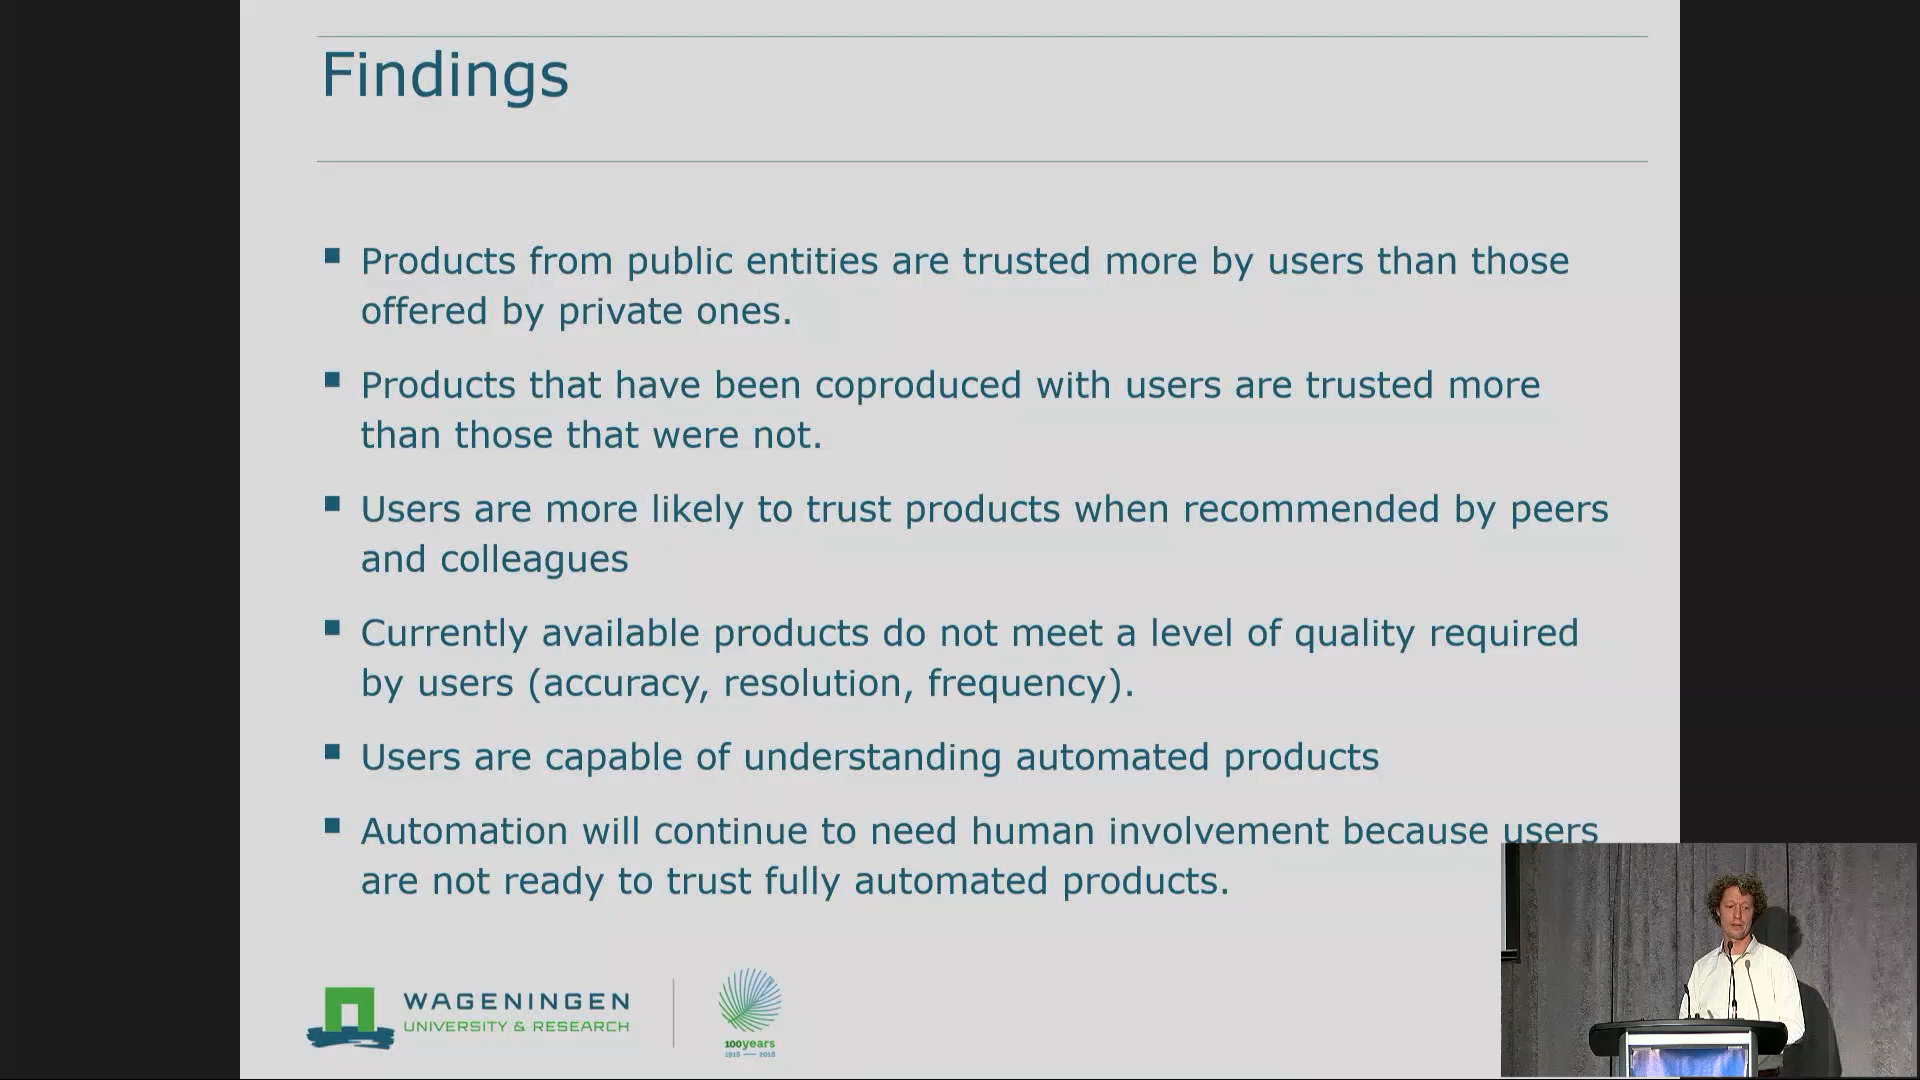 Findings
Products from public entities are trusted more by users than those
offered by private ones.
Products that have been coproduced with users are trusted more
than those that were not.
Users are more likely to trust products when recommended by peers
and colleagues
Currently available products do not meet a level of quality required
by users (accuracy, resolution, frequency).
Users are capable of understanding automated products
Automation will continue to need human involvement because users
are not ready to trust fully automated products.
WAGENINGEN
UNIVERSITY & RESEARCH
100years
1918 — 2018